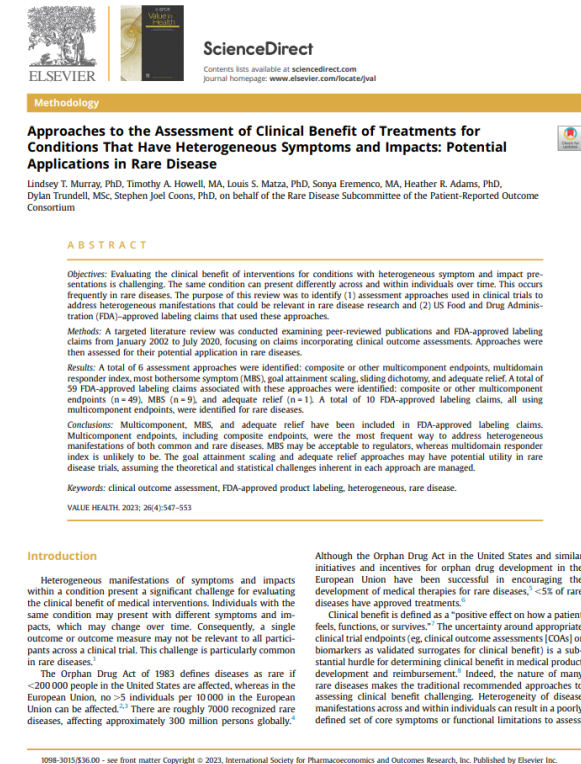 Value in
Health
ELSEVIER
ScienceDirect
Contents lists available at sciencedirect.com
Journal homepage: www.elsevier.com/locate/jval
Methodology
Approaches to the Assessment of Clinical Benefit of Treatments for
Conditions That Have Heterogeneous Symptoms and Impacts: Potential
Applications in Rare Disease
Lindsey T. Murray, PhD, Timothy A. Howell, MA, Louis S. Matza, PhD, Sonya Eremenco, MA, Heather R. Adams, PhD,
Dylan Trundell, MSc, Stephen Joel Coons, PhD, on behalf of the Rare Disease Subcommittee of the Patient-Reported Outcome
Consortium
ABSTRACT
Objectives: Evaluating the clinical benefit of interventions for conditions with heterogeneous symptom and impact pre-
sentations is challenging. The same condition can present differently across and within individuals over time. This occurs
frequently in rare diseases. The purpose of this review was to identify (1) assessment approaches used in clinical trials to
address heterogeneous manifestations that could be relevant in rare disease research and (2) US Food and Drug Adminis-
tration (FDA)–approved labeling claims that used these approaches.
Methods: A targeted literature review was conducted examining peer-reviewed publications and FDA-approved labeling
claims from January 2002 to July 2020, focusing on claims incorporating clinical outcome assessments. Approaches were
then assessed for their potential application in rare diseases.
Results: A total of 6 assessment approaches were identified: composite or other multicomponent endpoints, multidomain
responder index, most bothersome symptom (MBS), goal attainment scaling, sliding dichotomy, and adequate relief. A total of
59 FDA-approved labeling claims associated with these approaches were identified: composite or other multicomponent
endpoints (n = 49), MBS (n = 9), and adequate relief (n = 1). A total of 10 FDA-approved labeling claims, all using
multicomponent endpoints, were identified for rare diseases.
Conclusions: Multicomponent, MBS, and adequate relief have been included in FDA-approved labeling claims.
Multicomponent endpoints, including composite endpoints, were the most frequent way to address heterogeneous
manifestations of both common and rare diseases. MBS may be acceptable to regulators, whereas multidomain responder
index is unlikely to be. The goal attainment scaling and adequate relief approaches may have potential utility in rare
disease trials, assuming the theoretical and statistical challenges inherent in each approach are managed.
Keywords: clinical outcome assessment, FDA-approved product labeling, heterogeneous, rare disease.
VALUE HEALTH. 2023; 26(4):547–553
Introduction
Heterogeneous manifestations of symptoms and impacts
within a condition present a significant challenge for evaluating
the clinical benefit of medical interventions. Individuals with the
same condition may present with different symptoms and im-
pacts, which may change over time. Consequently, a single
outcome or outcome measure may not be relevant to all partici-
pants across a clinical trial. This challenge is particularly common
in rare diseases.1
The Orphan Drug Act of 1983 defines diseases as rare if
<200 000 people in the United States are affected, whereas in the
European Union, no >5 individuals per 10 000 in the European
Union can be affected.2,3 There are roughly 7000 recognized rare
diseases, affecting approximately 300 million persons globally.4
Although the Orphan Drug Act in the United States and similar
initiatives and incentives for orphan drug development in the
European Union have been successful in encouraging the
development of medical therapies for rare diseases,5 <5% of rare
diseases have approved treatments.6
Clinical benefit is defined as a "positive effect on how a patient
feels, functions, or survives."7 The uncertainty around appropriate
clinical trial endpoints (eg, clinical outcome assessments [COAs] or
biomarkers as validated surrogates for clinical benefit) is a sub-
stantial hurdle for determining clinical benefit in medical product
development and reimbursement.8 Indeed, the nature of many
rare diseases makes the traditional recommended approaches to
assessing clinical benefit challenging. Heterogeneity of disease
manifestations across and within individuals can result in a poorly
defined set of core symptoms or functional limitations to assess
1098-3015/$36.00 - see front matter Copyright © 2023, International Society for Pharmacoeconomics and Outcomes Research, Inc. Published by Elsevier Inc.